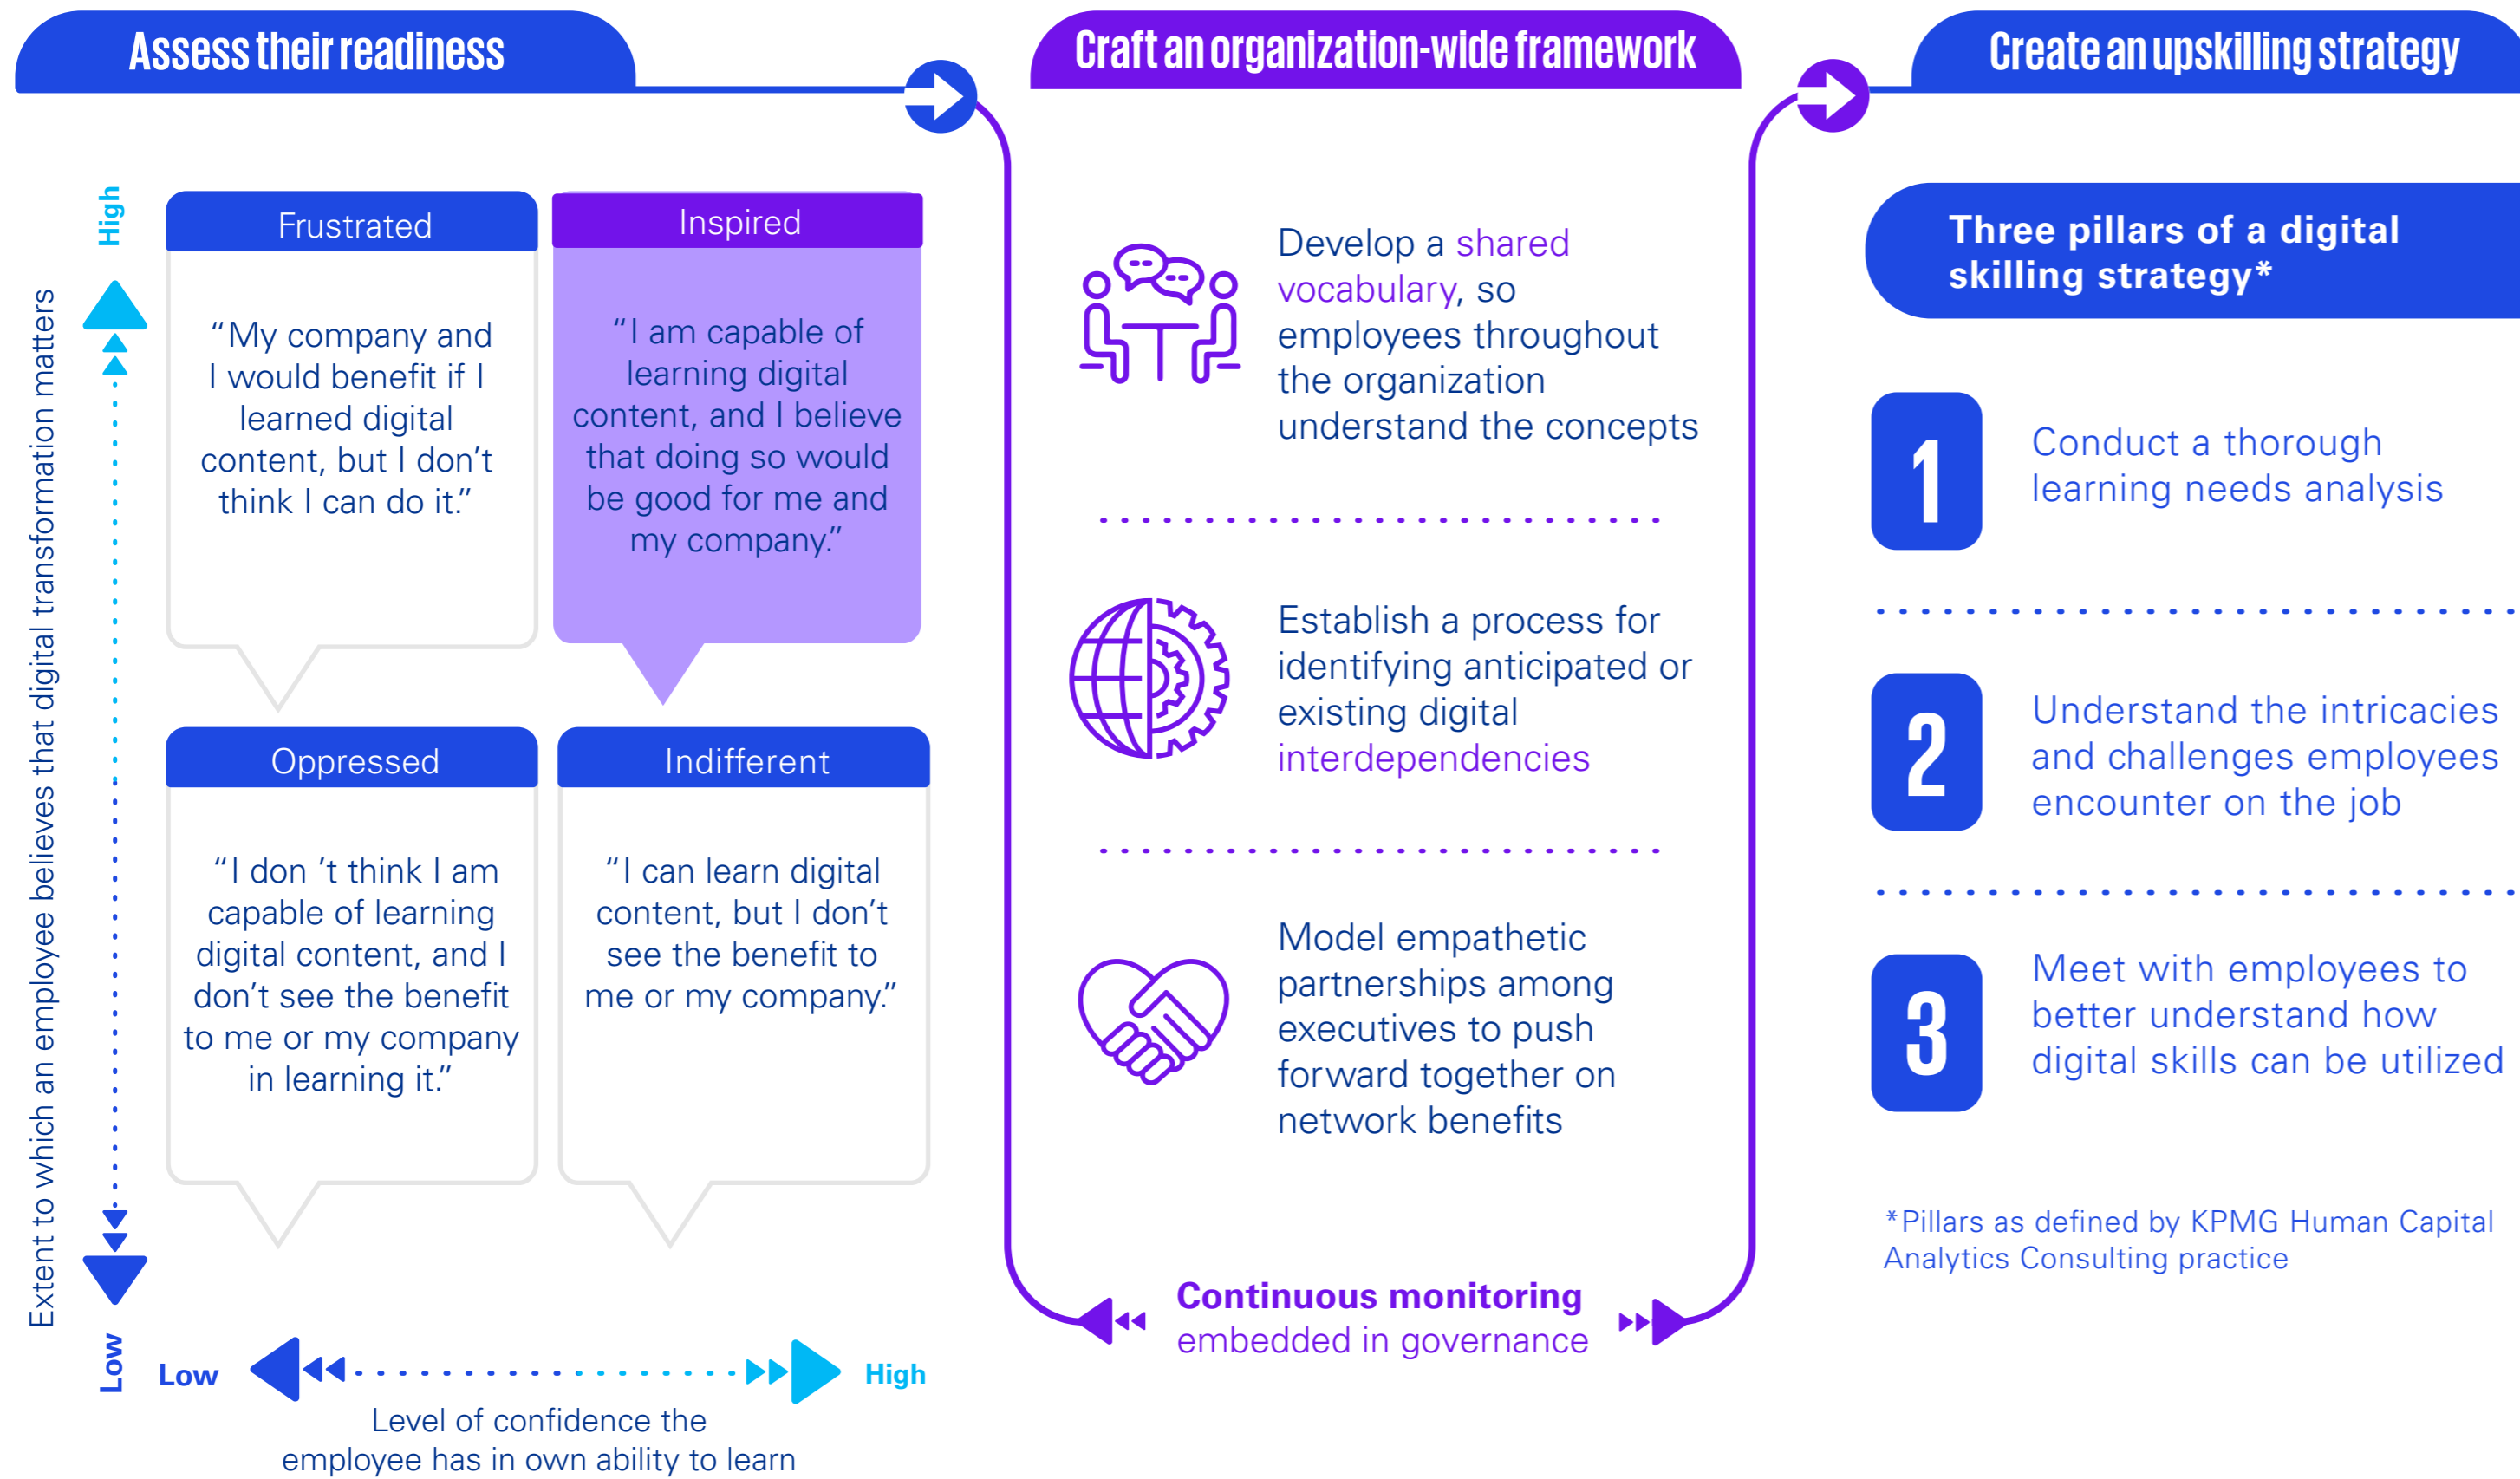 Assess their readiness
High
Extent to which an employee believes that digital transformation matters
Low
Frustrated
“My company and
I would benefit if I
learned digital
content, but I don't
think I can do it.”
Inspired
“I am capable of
learning digital
content, and I believe
that doing so would
be good for me and
my company.”
Oppressed
“I don ’t think I am
capable of learning
digital content, and I
don't see the benefit
to me or my company
in learning it.”
Indifferent
“I can learn digital
content, but I don’t
see the benefit to
me or my company.”
Low
High
Level of confidence the
employee has in own ability to learn
Craft an organization-wide framework
Develop a shared
vocabulary, so
employees throughout
the organization
understand the concepts
Establish a process for
identifying anticipated or
existing digital
interdependencies
Model empathetic
partnerships among
executives to push
forward together on
network benefits
Continuous monitoring
embedded in governance
Create an upskilling strategy
Three pillars of a digital
skilling strategy*
1
Conduct a thorough
learning needs analysis
2
Understand the intricacies
and challenges employees
encounter on the job
3
Meet with employees to
better understand how
digital skills can be utilized
*Pillars as defined by KPMG Human Capital
Analytics Consulting practice